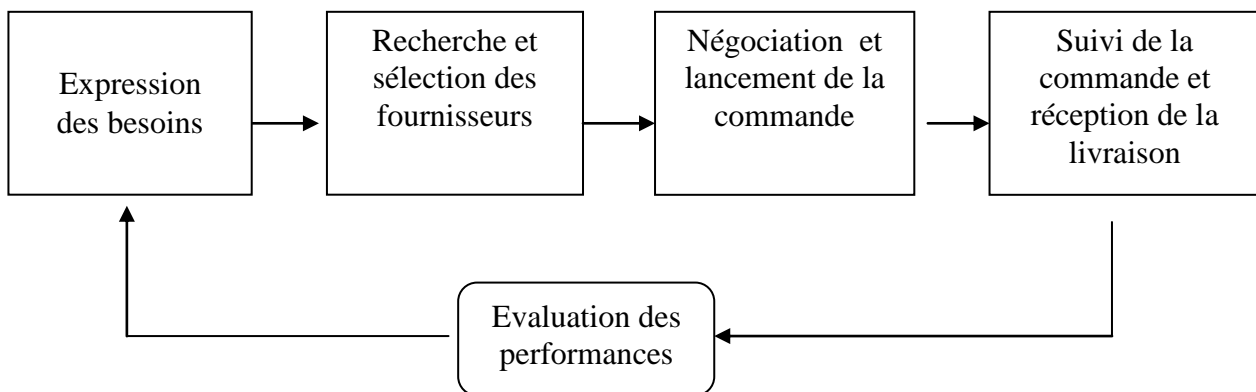 Expression
des besoins
Recherche et
sélection des
fournisseurs
Négociation et
lancement de la
commande
Suivi de la
commande et
réception de la
livraison
Evaluation des
performances